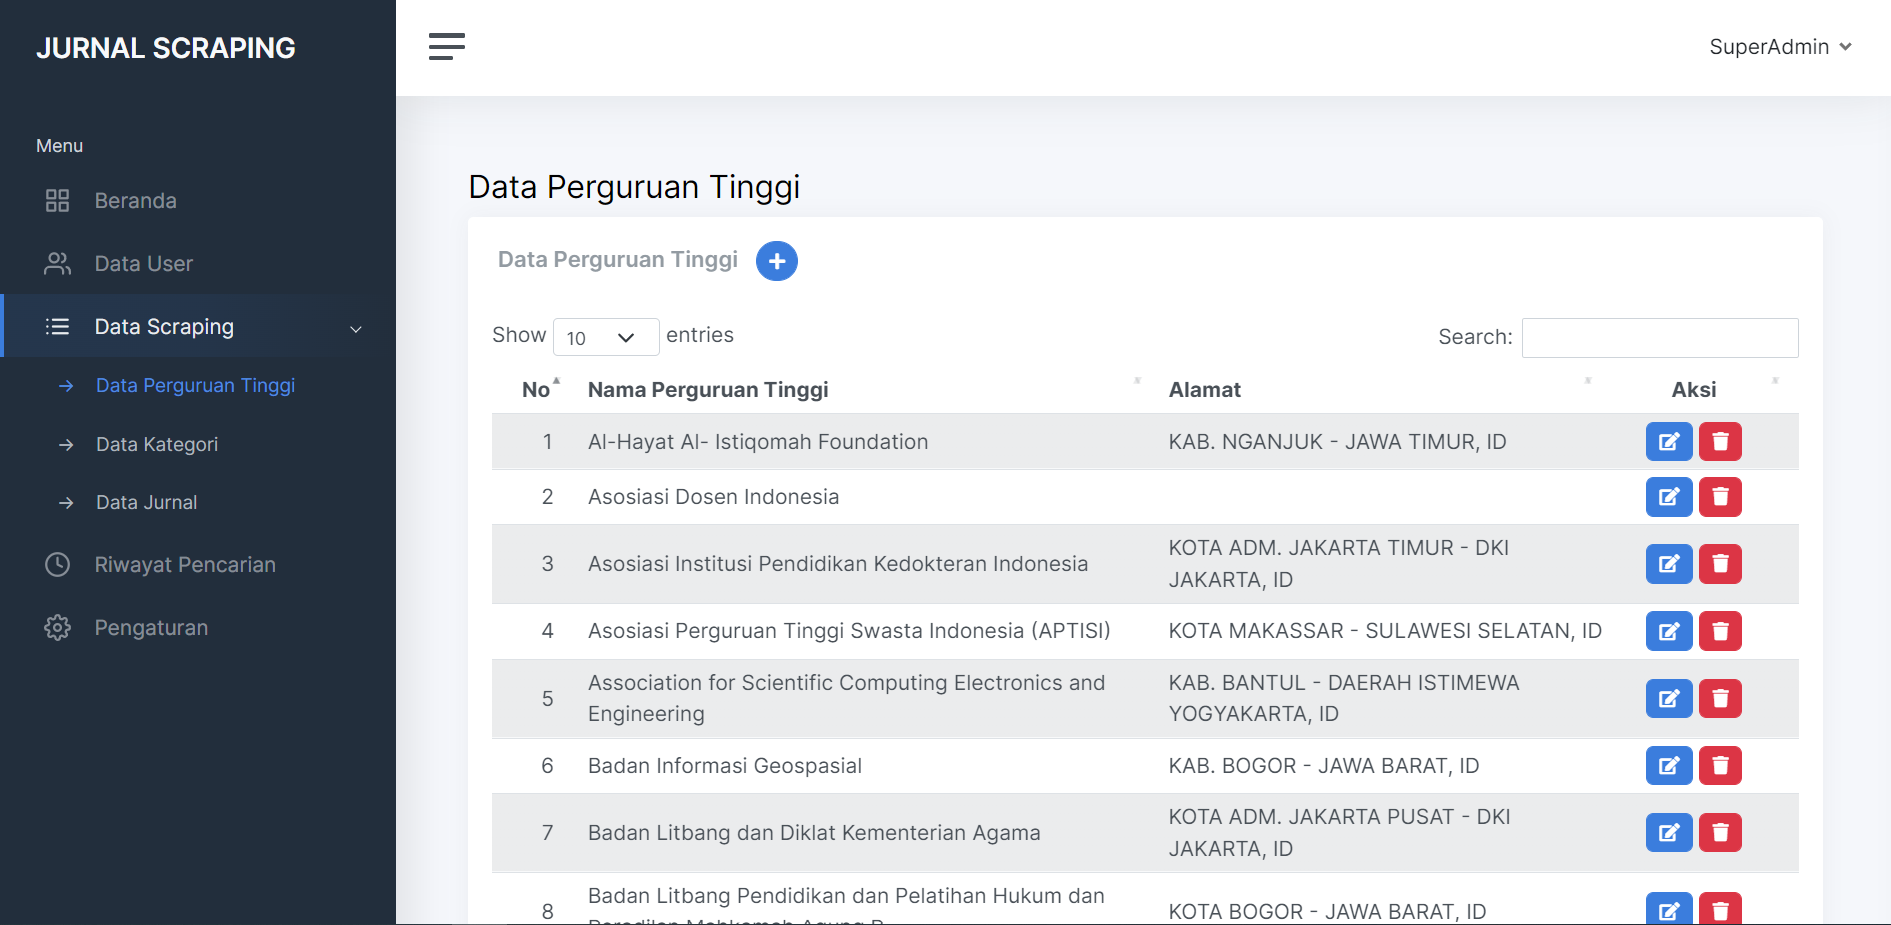 JURNAL SCRAPING
SuperAdmin
Menu
Beranda
Data User
Data Scraping
Data Perguruan Tinggi
Data Kategori
Data Jurnal
Riwayat Pencarian
Pengaturan
Data Perguruan Tinggi
Data Perguruan Tinggi
Show 10 entries
Search:
No Nama Perguruan Tinggi Alamat Aksi
1 Al-Hayat Al- Istiqomah Foundation KAB. NGANJUK - JAWA TIMUR, ID
2 Asosiasi Dosen Indonesia
3 Asosiasi Institusi Pendidikan Kedokteran Indonesia KOTA ADM. JAKARTA TIMUR - DKI
JAKARTA, ID
4 Asosiasi Perguruan Tinggi Swasta Indonesia (APTISI) KOTA MAKASSAR - SULAWESI SELATAN, ID
5 Association for Scientific Computing Electronics and
Engineering
KAB. BANTUL - DAERAH ISTIMEWA
YOGYAKARTA, ID
6 Badan Informasi Geospasial KAB. BOGOR - JAWA BARAT, ID
7 Badan Litbang dan Diklat Kementerian Agama KOTA ADM. JAKARTA PUSAT - DKI
JAKARTA, ID
8 Badan Litbang Pendidikan dan Pelatihan Hukum dan
KOTA BOGOR - JAWA BARAT, ID